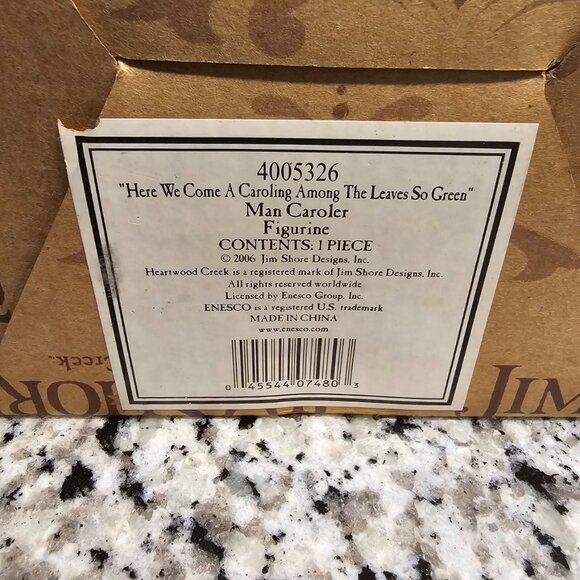 4005326
"Here We Come A Caroling Among The Leaves So Green"
Man Caroler
Figurine
CONTENTS: 1 PIECE
© 2006 Jim Shore Designs, Inc.
Heartwood Creek is a registered mark of Jim Shore Designs, Inc.
All rights reserved worldwide
Licensed by Enesco Group, Inc.
ENESCO is a registered U.S. trademark
MADE IN CHINA
www.enesco.com
0 45544 07480 3
Creek™
JIM